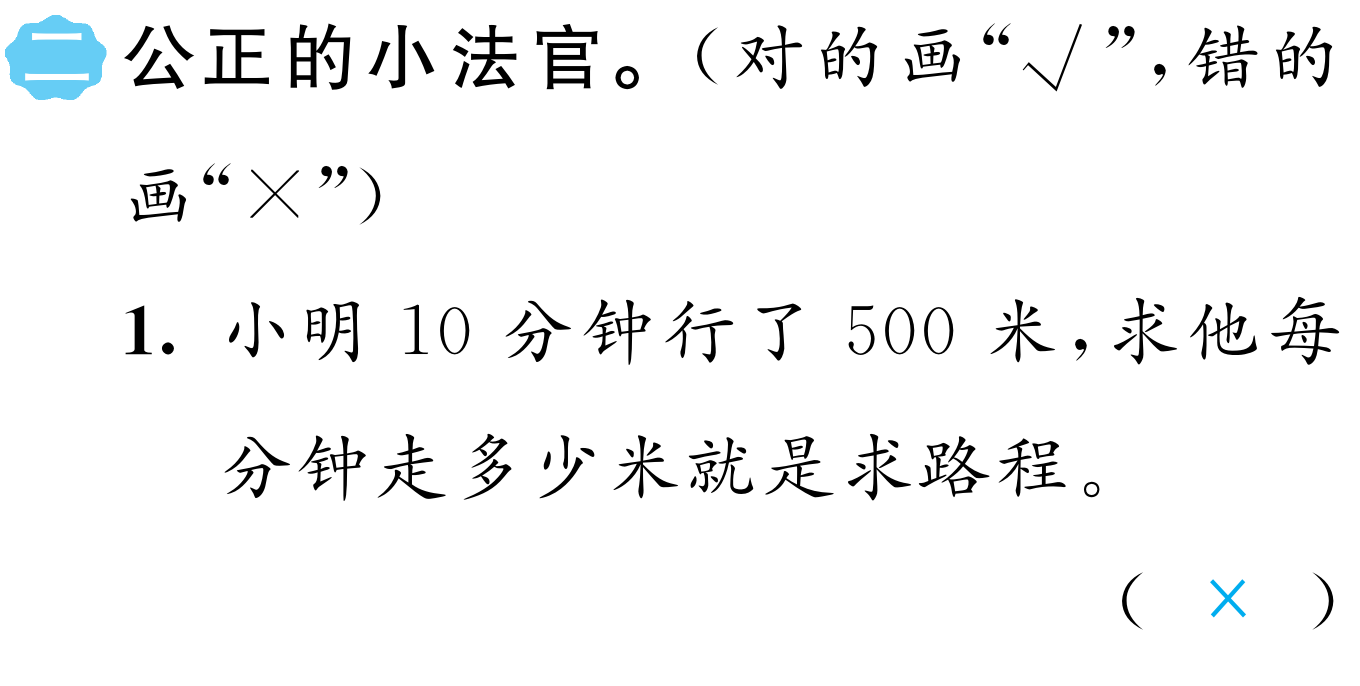 二 公正的小法官。(对的画“√”,错的
画“×”)
1. 小明 10 分钟行了 500 米,求他每
分钟走多少米就是求路程。
( × )